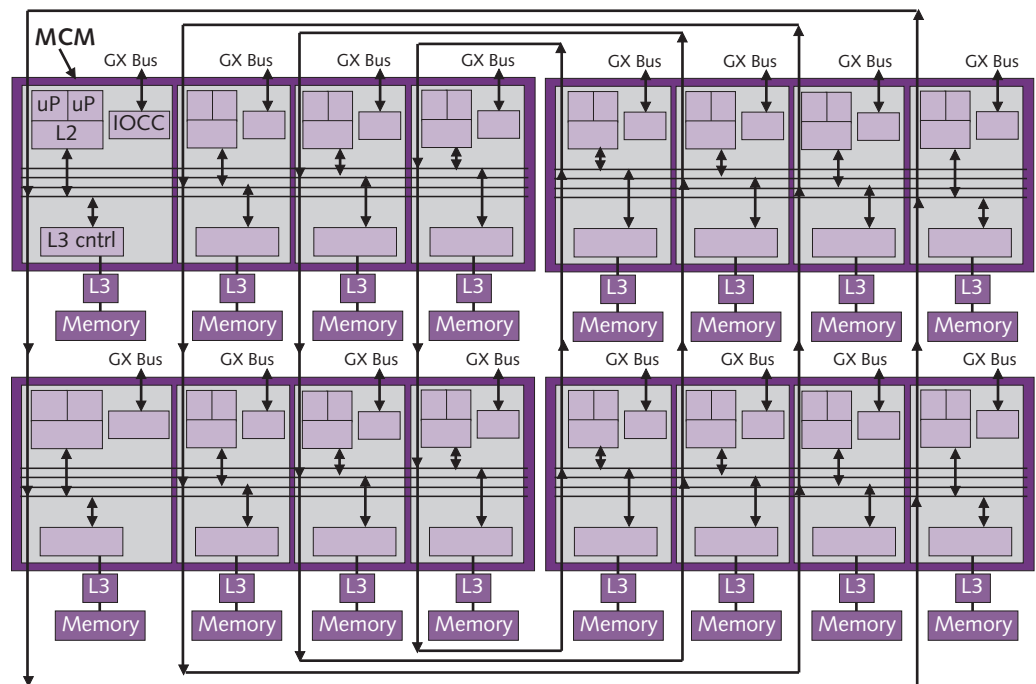 MCM
GX Bus GX Bus GX Bus GX Bus GX Bus GX Bus GX Bus GX Bus
uP uP
L2
IOCC
L3 cntrl
L3 L3 L3 L3 L3 L3 L3 L3
Memory Memory Memory Memory Memory Memory Memory Memory
GX Bus GX Bus GX Bus GX Bus GX Bus GX Bus GX Bus GX Bus
L3 L3 L3 L3 L3 L3 L3 L3
Memory Memory Memory Memory Memory Memory Memory Memory